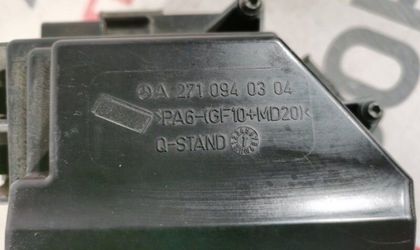 A 271 094 03 04
>PA6-(GF10+MD20)<
Q-STAND